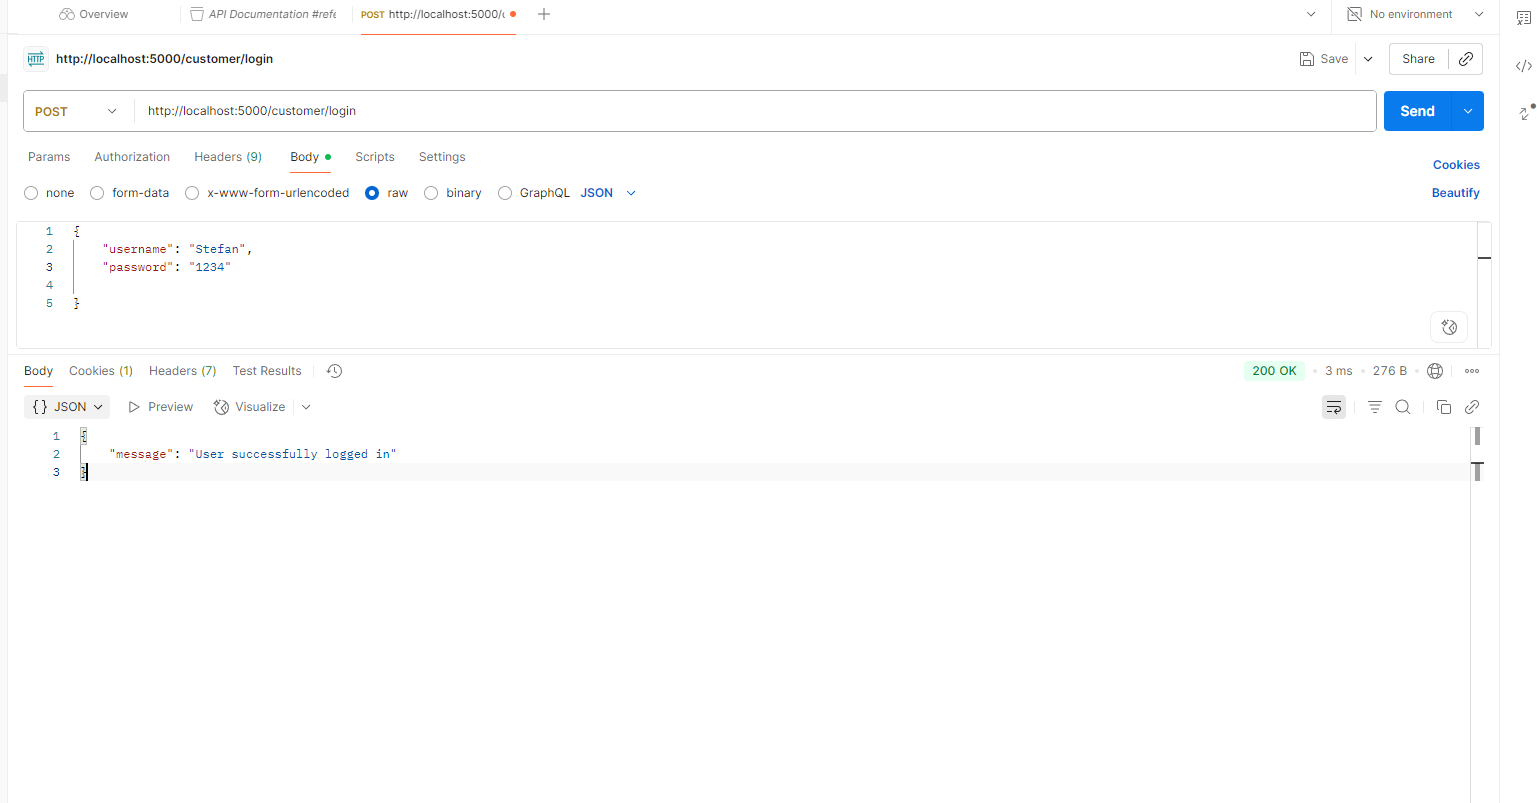 Overview
API Documentation #refe
POST http://localhost:5000/c
No environment
HTTP http://localhost:5000/customer/login
Save
Share
POST
http://localhost:5000/customer/login
Send
Params Authorization Headers (9) Body Scripts Settings
Cookies
none form-data x-www-form-urlencoded raw binary GraphQL JSON
Beautify
1 {
2 "username": "Stefan",
3 "password": "1234"
4
5 }
Body Cookies (1) Headers (7) Test Results
200 OK • 3 ms • 276 B
{} JSON Preview Visualize
1 {
2 "message": "User successfully logged in"
3 }